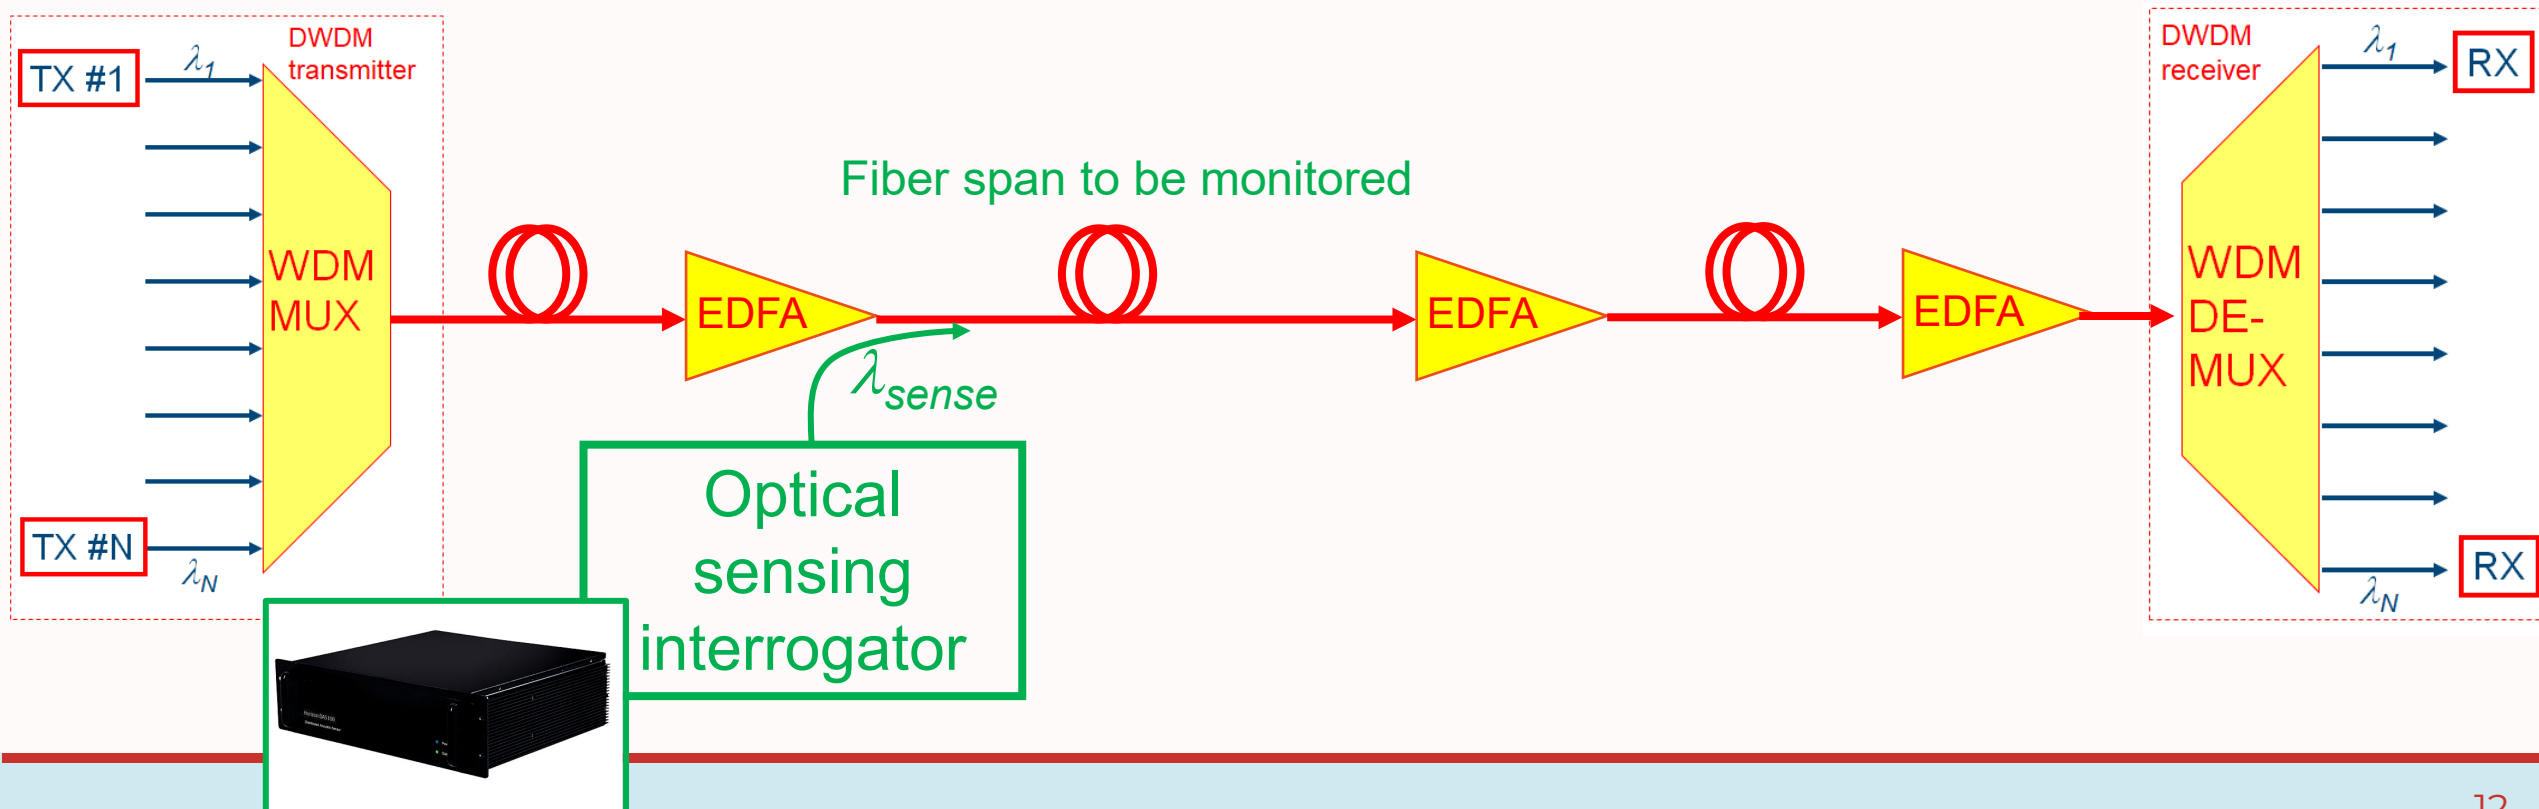 DWDM
transmitter
TX #1
λ1
WDM
MUX
TX #N
λN
Fiber span to be monitored
EDFA
EDFA
EDFA
λsense
Optical
sensing
interrogator
DWDM
receiver
λ1
RX
WDM
DE-
MUX
RX
λN
12